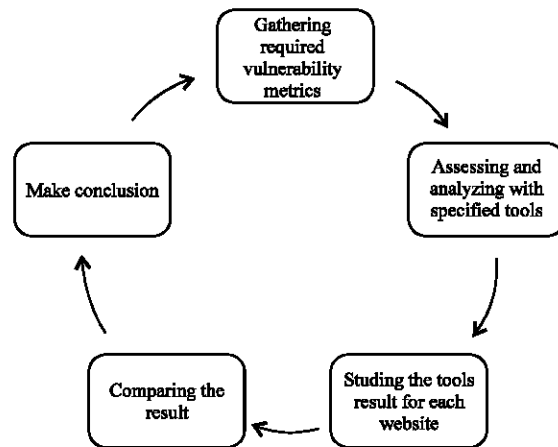 Gathering
required
vulnerability
metrics
Assessing and
analyzing with
specified tools
Studing the tools
result for each
website
Comparing the
result
Make conclusion